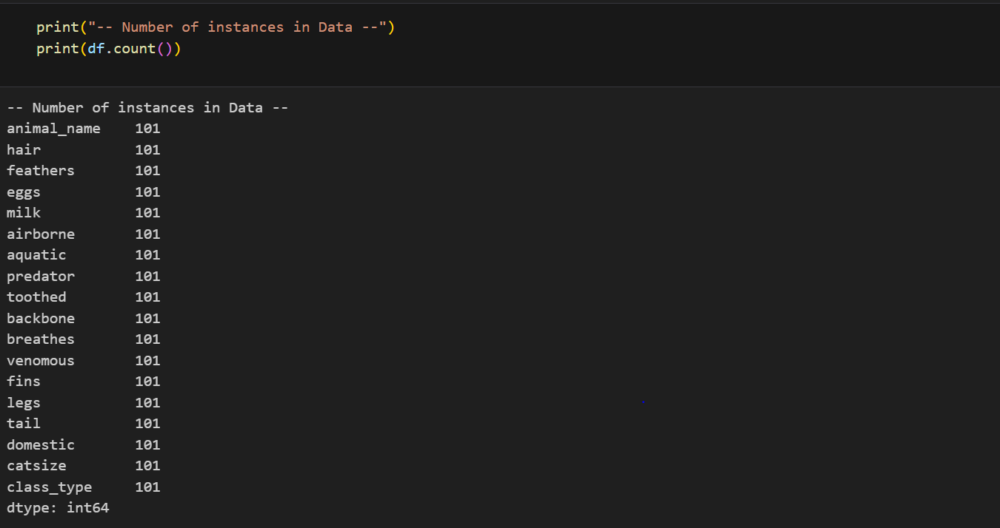 print("-- Number of instances in Data --")
print(df.count())
-- Number of instances in Data --
animal_name    101
hair           101
feathers       101
eggs           101
milk           101
airborne       101
aquatic        101
predator       101
toothed        101
backbone       101
breathes       101
venomous       101
fins           101
legs           101
tail           101
domestic       101
catsize        101
class_type     101
dtype: int64